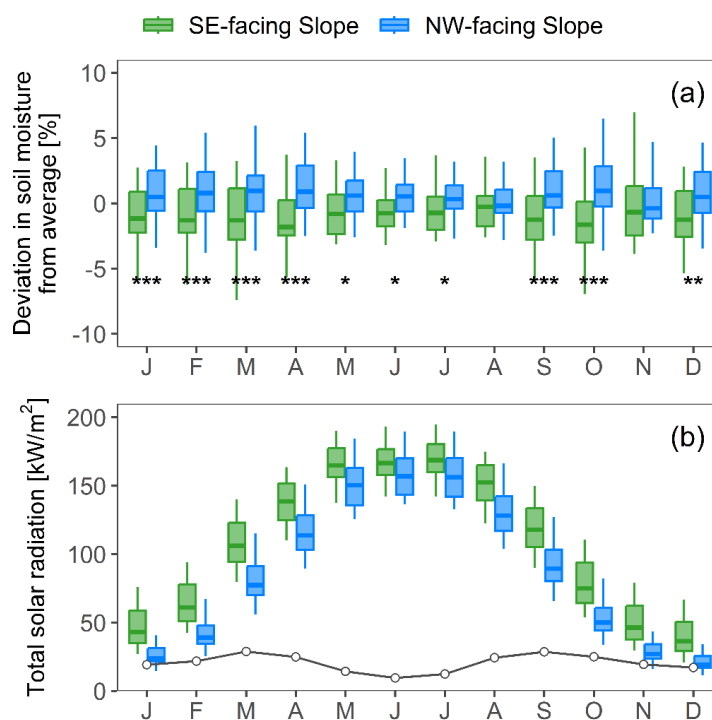 SE-facing Slope NW-facing Slope
(a)
Deviation in soil moisture
from average [%]
10
5
0
-5
-10
*** *** *** *** * * * *** *** **
J F M A M J J A S O N D
(b)
Total solar radiation [kW/m²]
200
150
100
50
0
J F M A M J J A S O N D